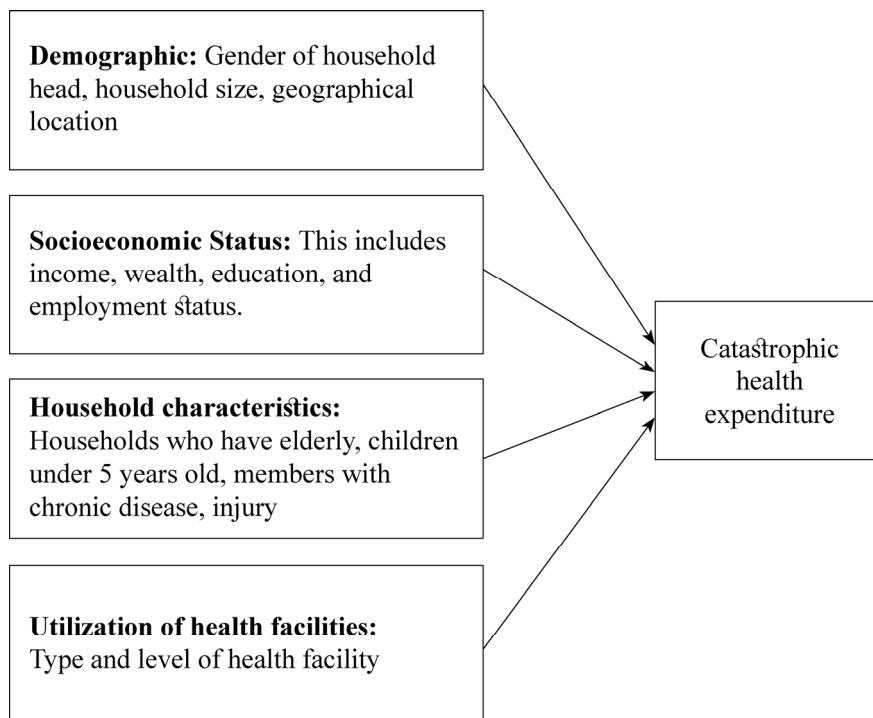 Demographic: Gender of household
head, household size, geographical
location
Socioeconomic Status: This includes
income, wealth, education, and
employment status.
Household characteristics:
Households who have elderly, children
under 5 years old, members with
chronic disease, injury
Utilization of health facilities:
Type and level of health facility
Catastrophic
health
expenditure